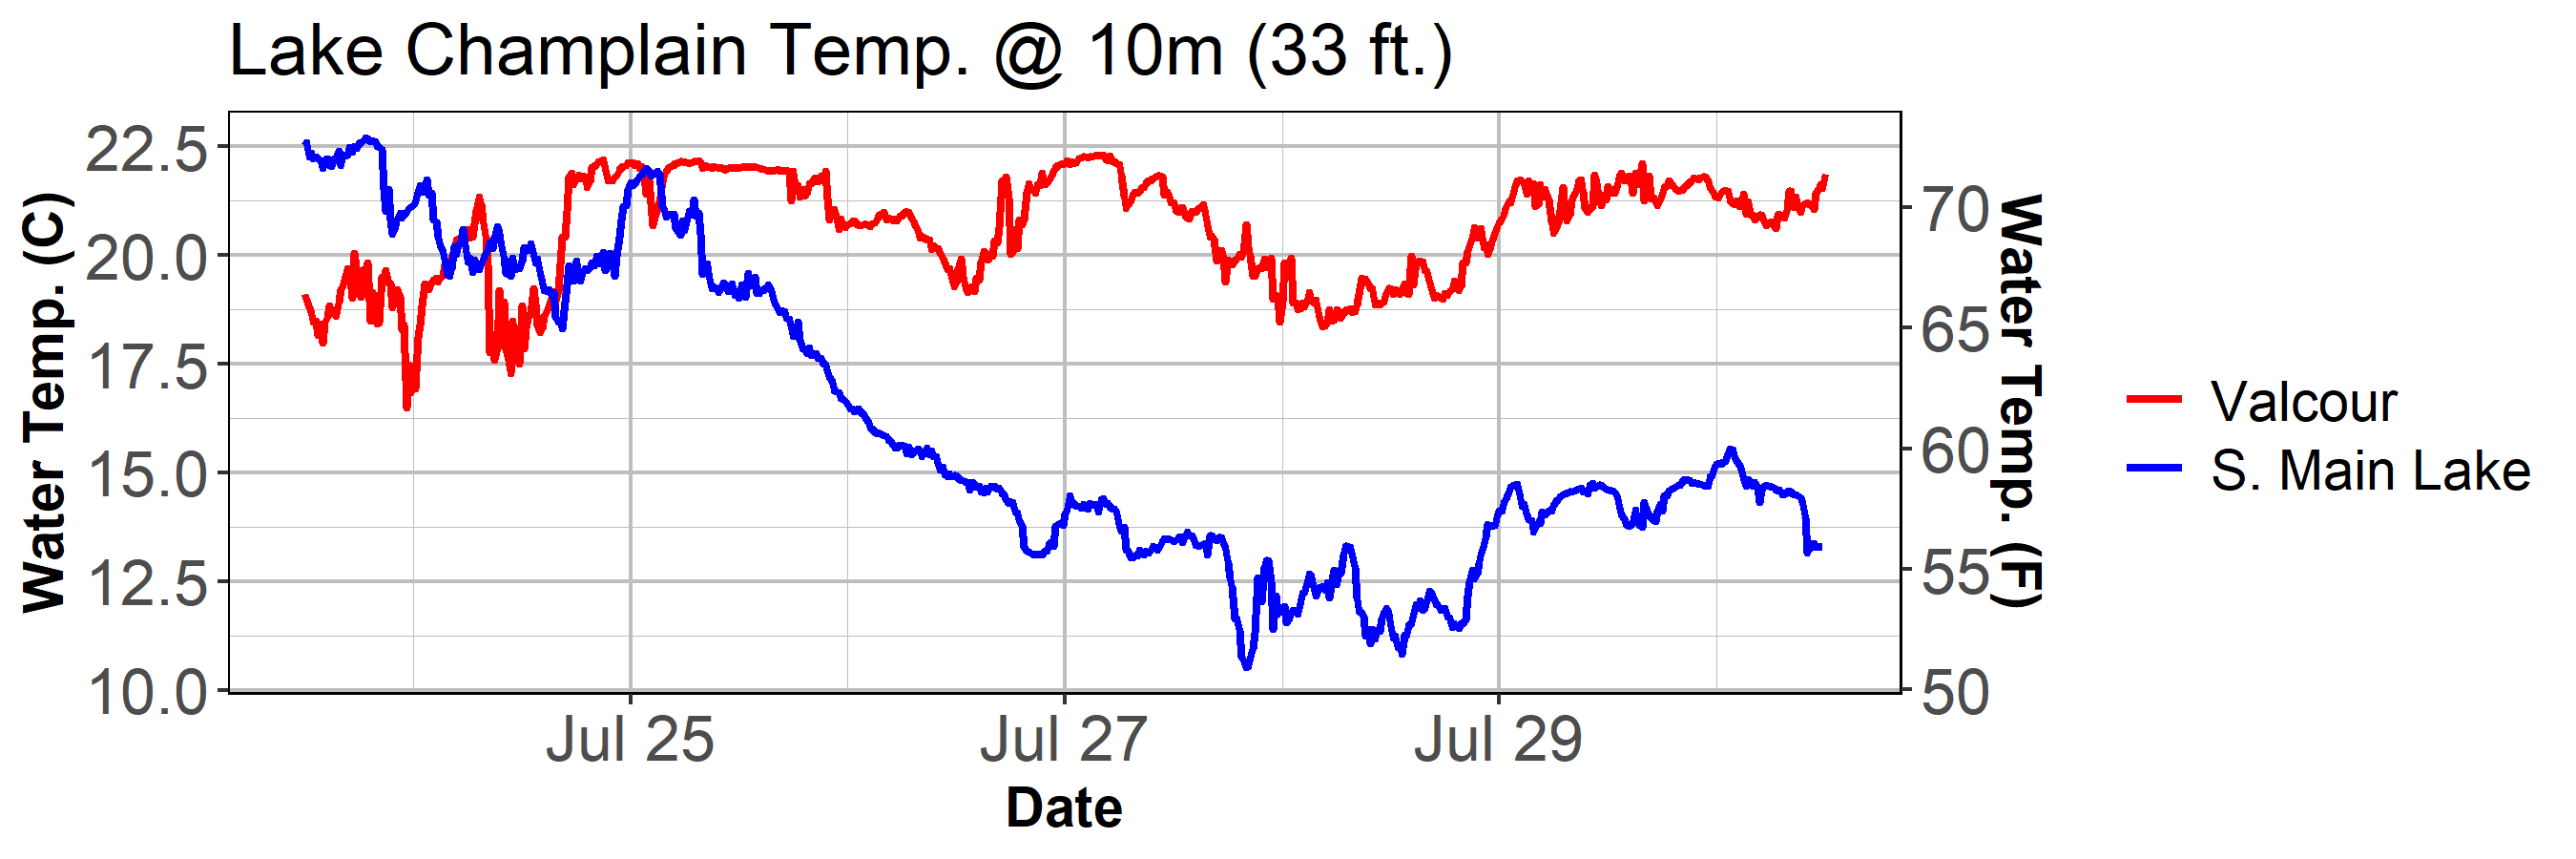 Lake Champlain Temp. @ 10m (33 ft.)
Water Temp. (C)
22.5
20.0
17.5
15.0
12.5
10.0
70
65
60
55
50
Water Temp. (F)
Jul 25
Jul 27
Jul 29
Date
Valcour
S. Main Lake